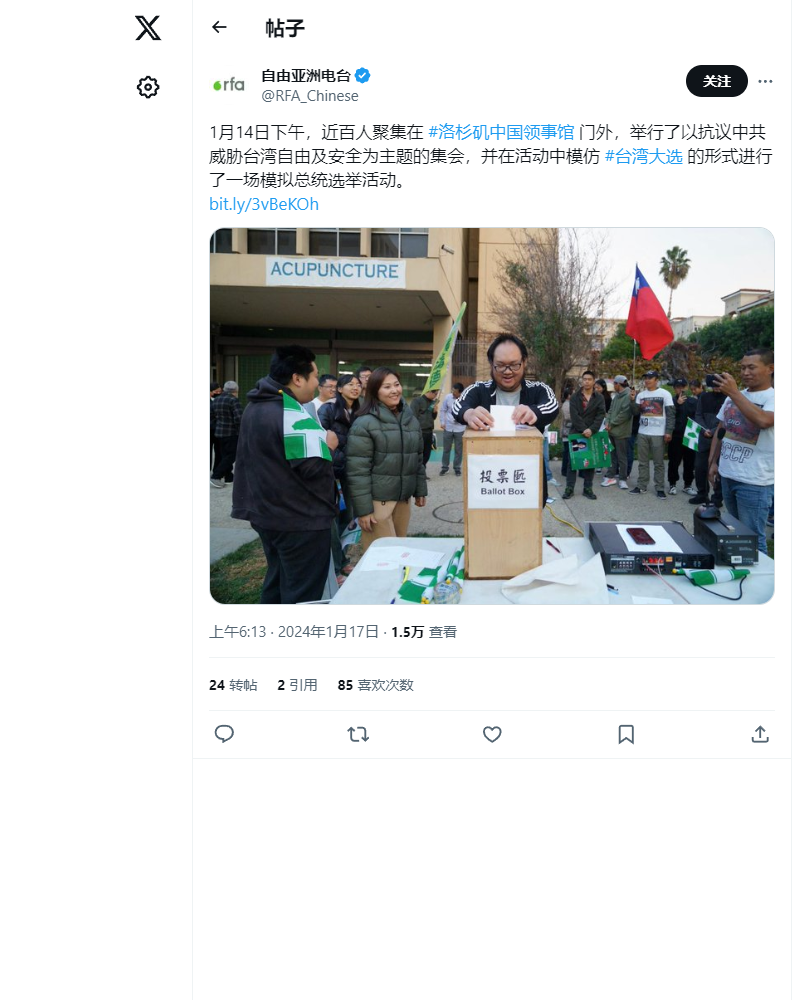 帖子
rfa
自由亚洲电台
@RFA_Chinese
关注
1月14日下午，近百人聚集在 #洛杉矶中国领事馆 门外，举行了以抗议中共
威胁台湾自由及安全为主题的集会，并在活动中模仿 #台湾大选 的形式进行
了一场模拟总统选举活动。
bit.ly/3vBeKOh
ACUPUNCTURE
投票匦
Ballot Box
CCP
上午6:13 · 2024年1月17日 · 1.5万 查看
24 转帖 2 引用 85 喜欢次数